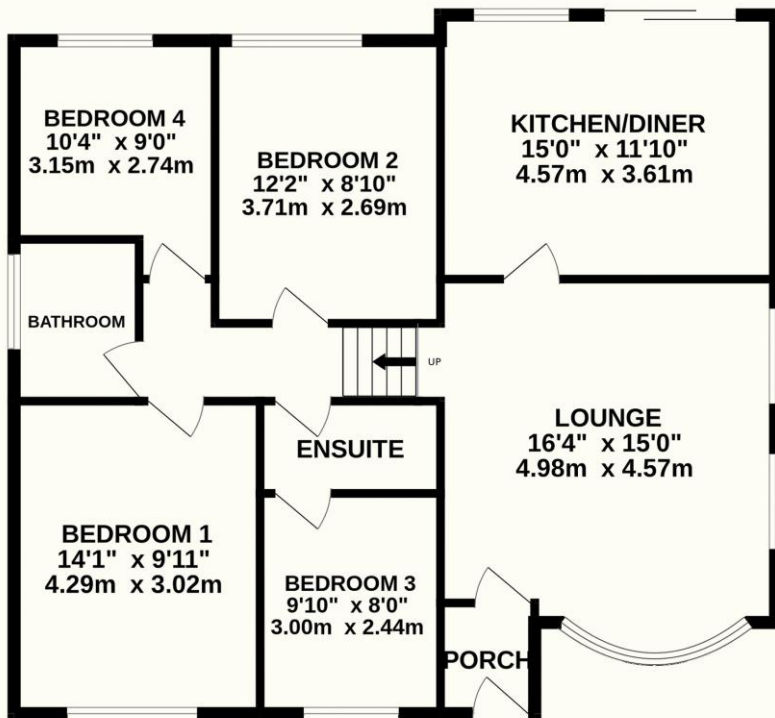 BEDROOM 4
10'4" x 9'0"
3.15m x 2.74m
BEDROOM 2
12'2" x 8'10"
3.71m x 2.69m
KITCHEN/DINER
15'0" x 11'10"
4.57m x 3.61m
BATHROOM
UP
LOUNGE
16'4" x 15'0"
4.98m x 4.57m
ENSUITE
BEDROOM 1
14'1" x 9'11"
4.29m x 3.02m
BEDROOM 3
9'10" x 8'0"
3.00m x 2.44m
PORCH